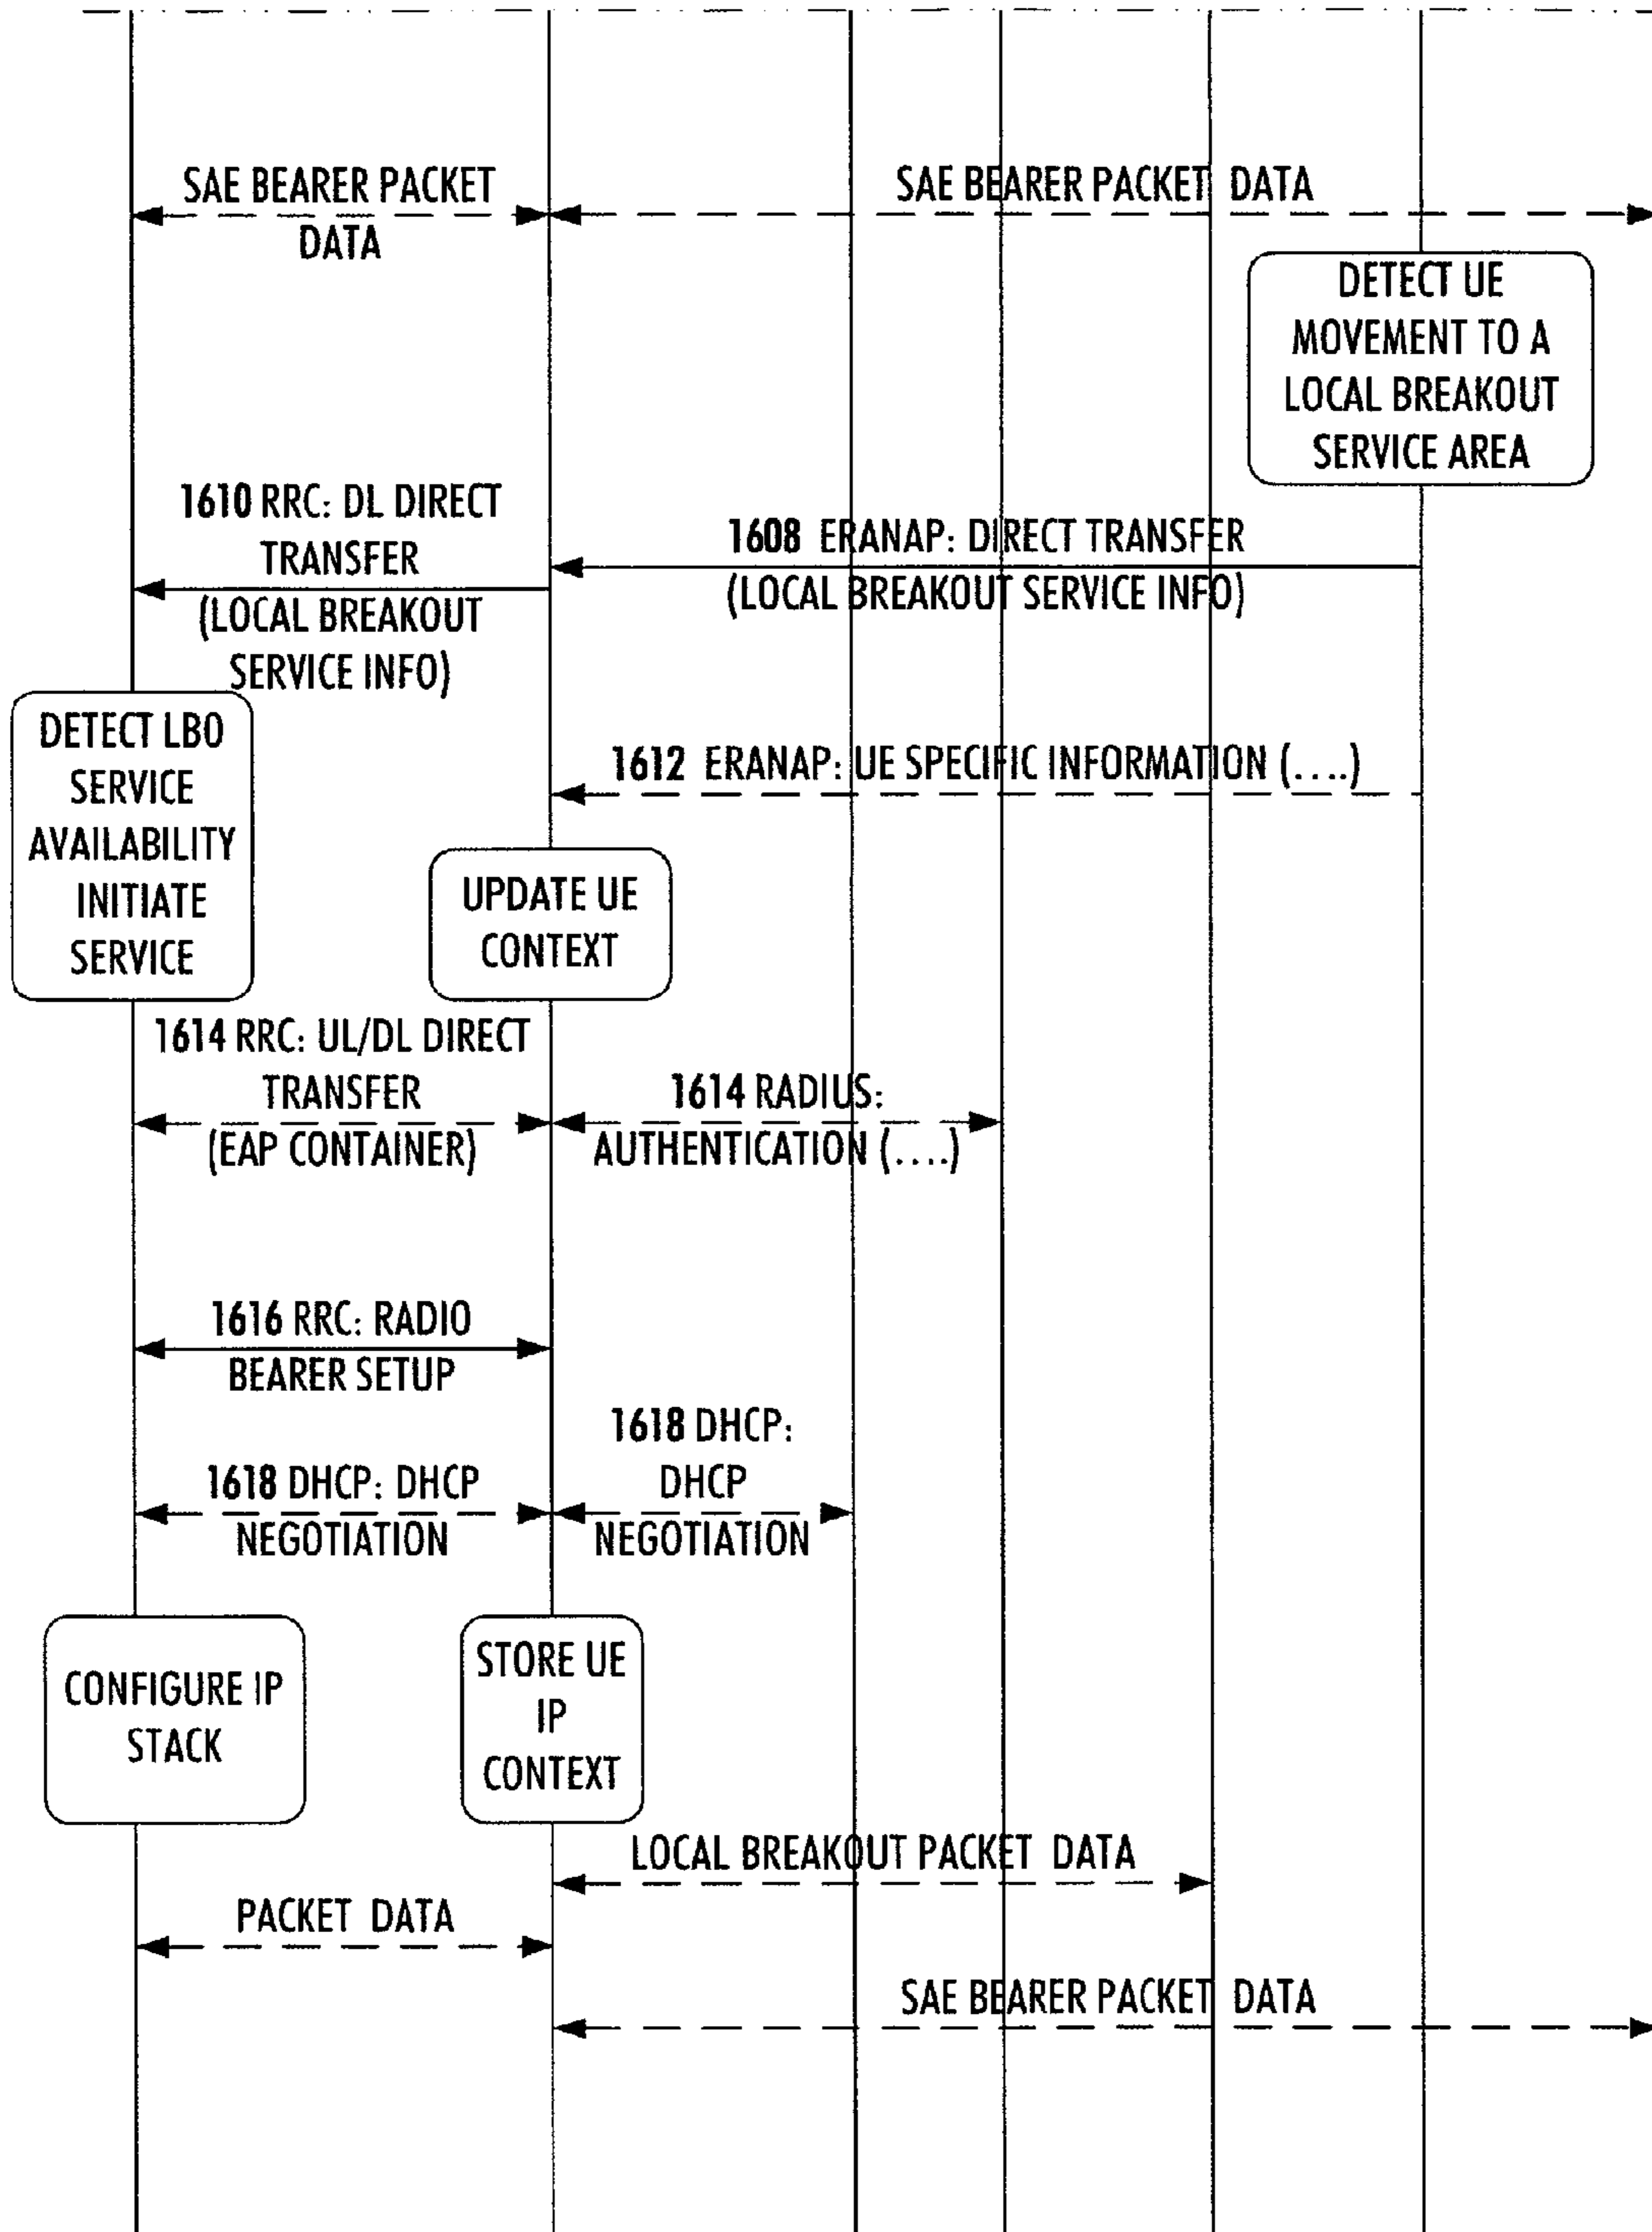 SAE BEARER PACKET
DATA
SAE BEARER PACKET DATA
DETECT UE
MOVEMENT TO A
LOCAL BREAKOUT
SERVICE AREA
1610 RRC: DL DIRECT
TRANSFER
(LOCAL BREAKOUT
SERVICE INFO)
1608 ERANAP: DIRECT TRANSFER
(LOCAL BREAKOUT SERVICE INFO)
DETECT LBO
SERVICE
AVAILABILITY
INITIATE
SERVICE
1612 ERANAP: UE SPECIFIC INFORMATION (....)
UPDATE UE
CONTEXT
1614 RRC: UL/DL DIRECT
TRANSFER
(EAP CONTAINER)
1614 RADIUS:
AUTHENTICATION (....)
1616 RRC: RADIO
BEARER SETUP
1618 DHCP: DHCP
NEGOTIATION
1618 DHCP:
DHCP
NEGOTIATION
CONFIGURE IP
STACK
STORE UE
IP
CONTEXT
LOCAL BREAKOUT PACKET DATA
PACKET DATA
SAE BEARER PACKET DATA